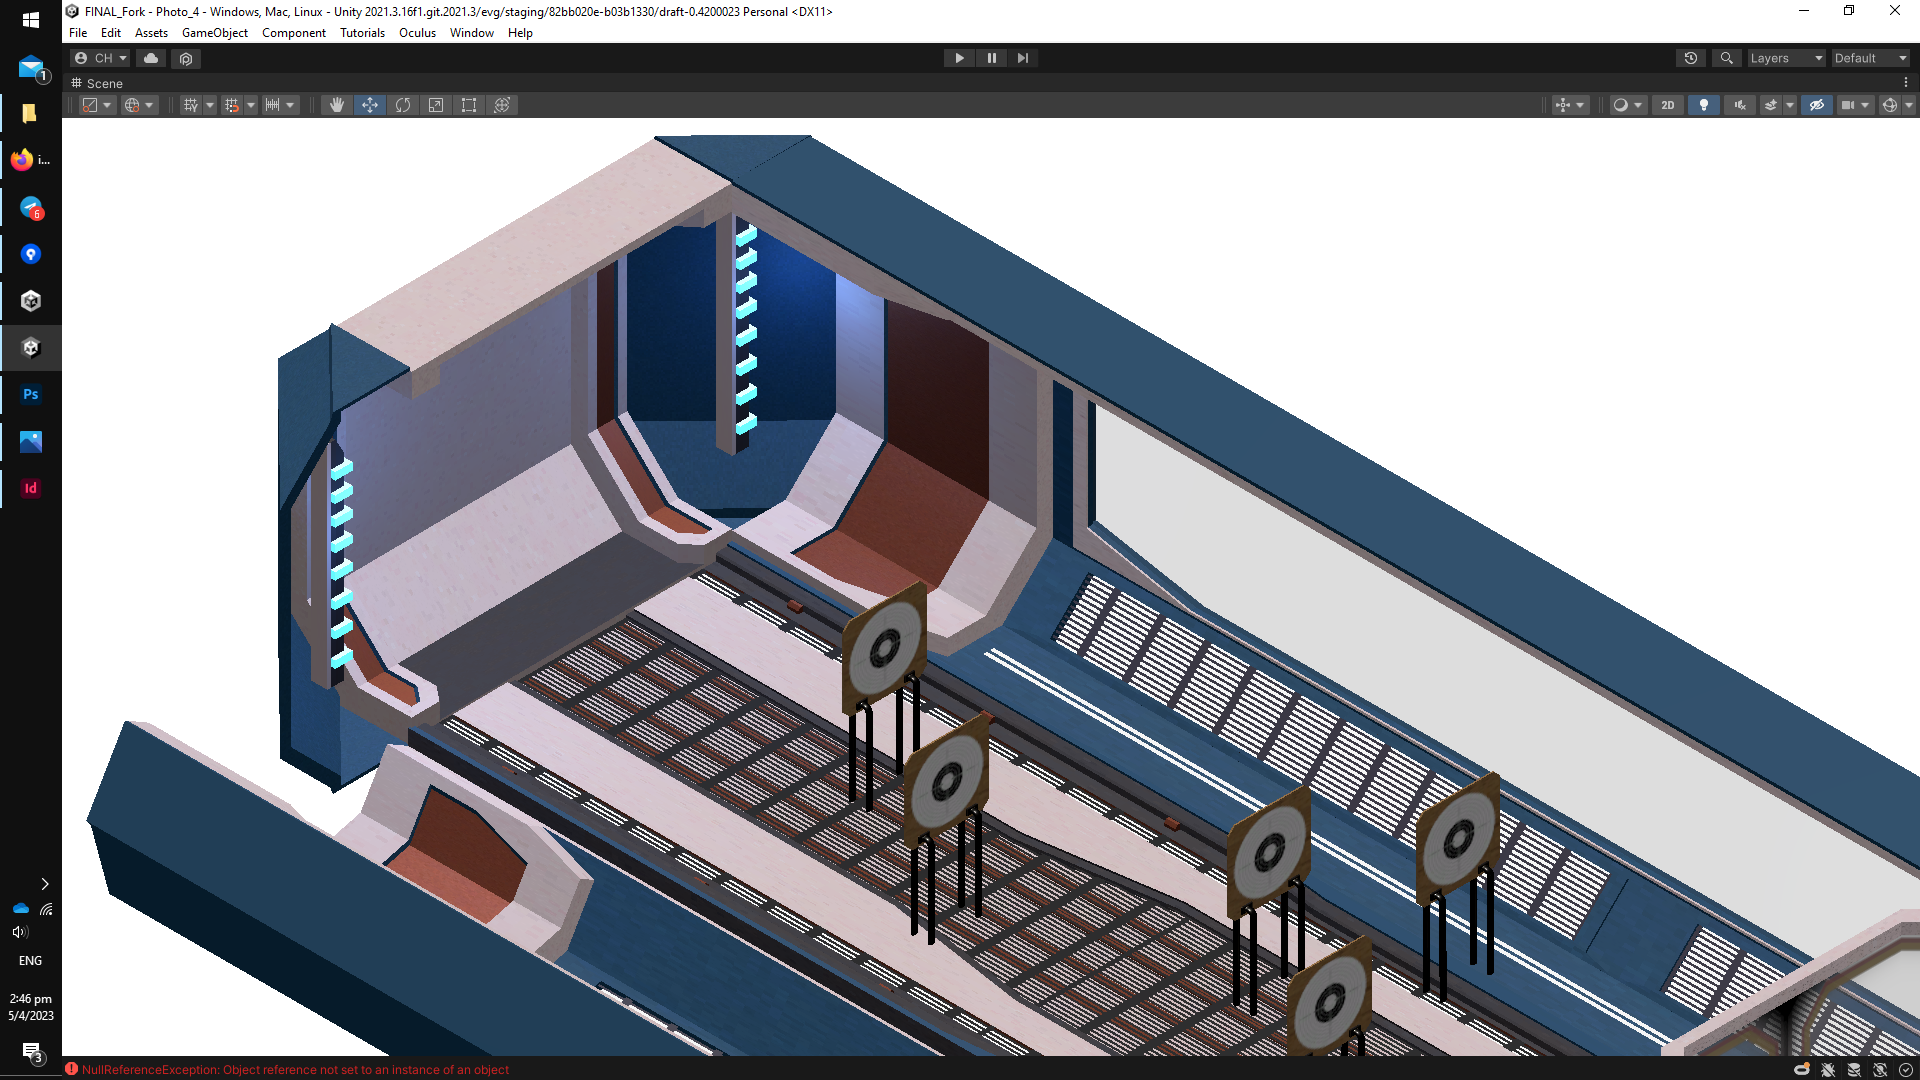 FINAL_Fork - Photo_4 - Windows, Mac, Linux - Unity 2021.3.16f1.git.2021.3/evg/staging/82bb020e-b03b1330/draft-0.4200023 Personal <DX11>
File Edit Assets GameObject Component Tutorials Oculus Window Help
CH
Layers
Default
Scene
2D
1
i...
6
Ps
Id
ENG
2:46 pm
5/4/2023
3
NullReferenceException: Object reference not set to an instance of an object